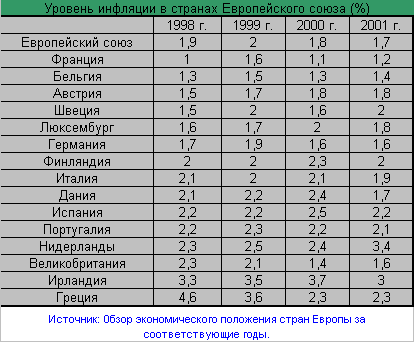 Уровень инфляции в странах Европейского союза (%)
1998 г. 1999 г. 2000 г. 2001 г.
Европейский союз 1,9 2 1,8 1,7
Франция 1 1,6 1,1 1,2
Бельгия 1,3 1,5 1,3 1,4
Австрия 1,5 1,7 1,8 1,8
Швеция 1,5 2 1,6 2
Люксембург 1,6 1,7 2 1,8
Германия 1,7 1,9 1,6 1,6
Финляндия 2 2 2,3 2
Италия 2,1 2 2,1 1,9
Дания 2,1 2,2 2,4 1,7
Испания 2,2 2,2 2,5 2,2
Португалия 2,2 2,3 2,2 2,1
Нидерланды 2,3 2,5 2,4 3,4
Великобритания 2,3 2,1 1,4 1,6
Ирландия 3,3 3,5 3,7 3
Греция 4,6 3,6 2,3 2,3
Источник: Обзор экономического положения стран Европы за
соответствующие годы.